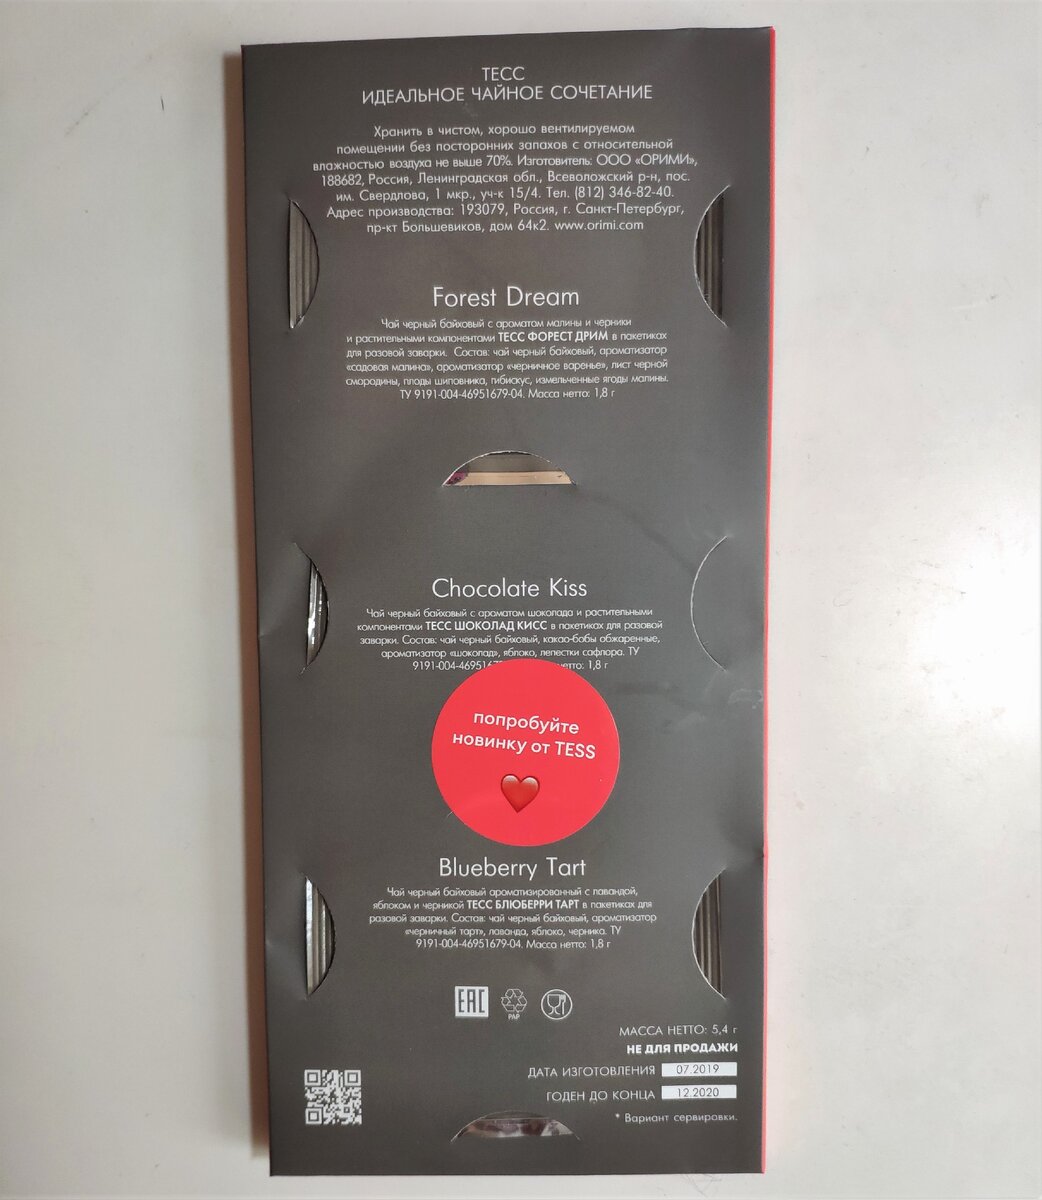 ТЕСС
ИДЕАЛЬНОЕ ЧАЙНОЕ СОЧЕТАНИЕ
Хранить в чистом, хорошо вентилируемом
помещении без посторонних запахов с относительной
влажностью воздуха не выше 70%. Изготовитель: ООО «ОРИМИ»,
188682, Россия, Ленинградская обл., Всеволожский р-н, пос.
им. Свердлова, 1 мкр., уч-к 15/4. Тел. (812) 346-82-40.
Адрес производства: 193079, Россия, г. Санкт-Петербург,
пр-кт Большевиков, дом 64к2. www.orimi.com
Forest Dream
Чай черный байховый с ароматом малины и черники
и растительными компонентами ТЕСС ФОРЕСТ ДРИМ в пакетиках
для разовой заварки. Состав: чай черный байховый, ароматизатор
«садовая малина», ароматизатор «черничное варенье», лист черной
смородины, плоды шиповника, гибискус, измельченные ягоды малины.
ТУ 9191-004-46951679-04. Масса нетто: 1,8 г
Chocolate Kiss
Чай черный байховый с ароматом шоколада и растительными
компонентами ТЕСС ШОКОЛАД КИСС в пакетиках для разовой
заварки. Состав: чай черный байховый, какао-бобы обжаренные,
ароматизатор «шоколад», яблоко, лепестки сафлора. ТУ
9191-004-4695167 нетто: 1,8 г
попробуйте
новинку от TESS
Blueberry Tart
Чай черный байховый ароматизированный с лавандой,
яблоком и черникой ТЕСС БЛЮБЕРРИ ТАРТ в пакетиках для
разовой заварки. Состав: чай черный байховый, ароматизатор
«черничный тарт», лаванда, яблоко, черника. ТУ
9191-004-46951679-04. Масса нетто: 1,8 г
EAC
PAP
МАССА НЕТТО: 5,4 г
НЕ ДЛЯ ПРОДАЖИ
ДАТА ИЗГОТОВЛЕНИЯ 07.2019
ГОДЕН ДО КОНЦА 12.2020
* Вариант сервировки.